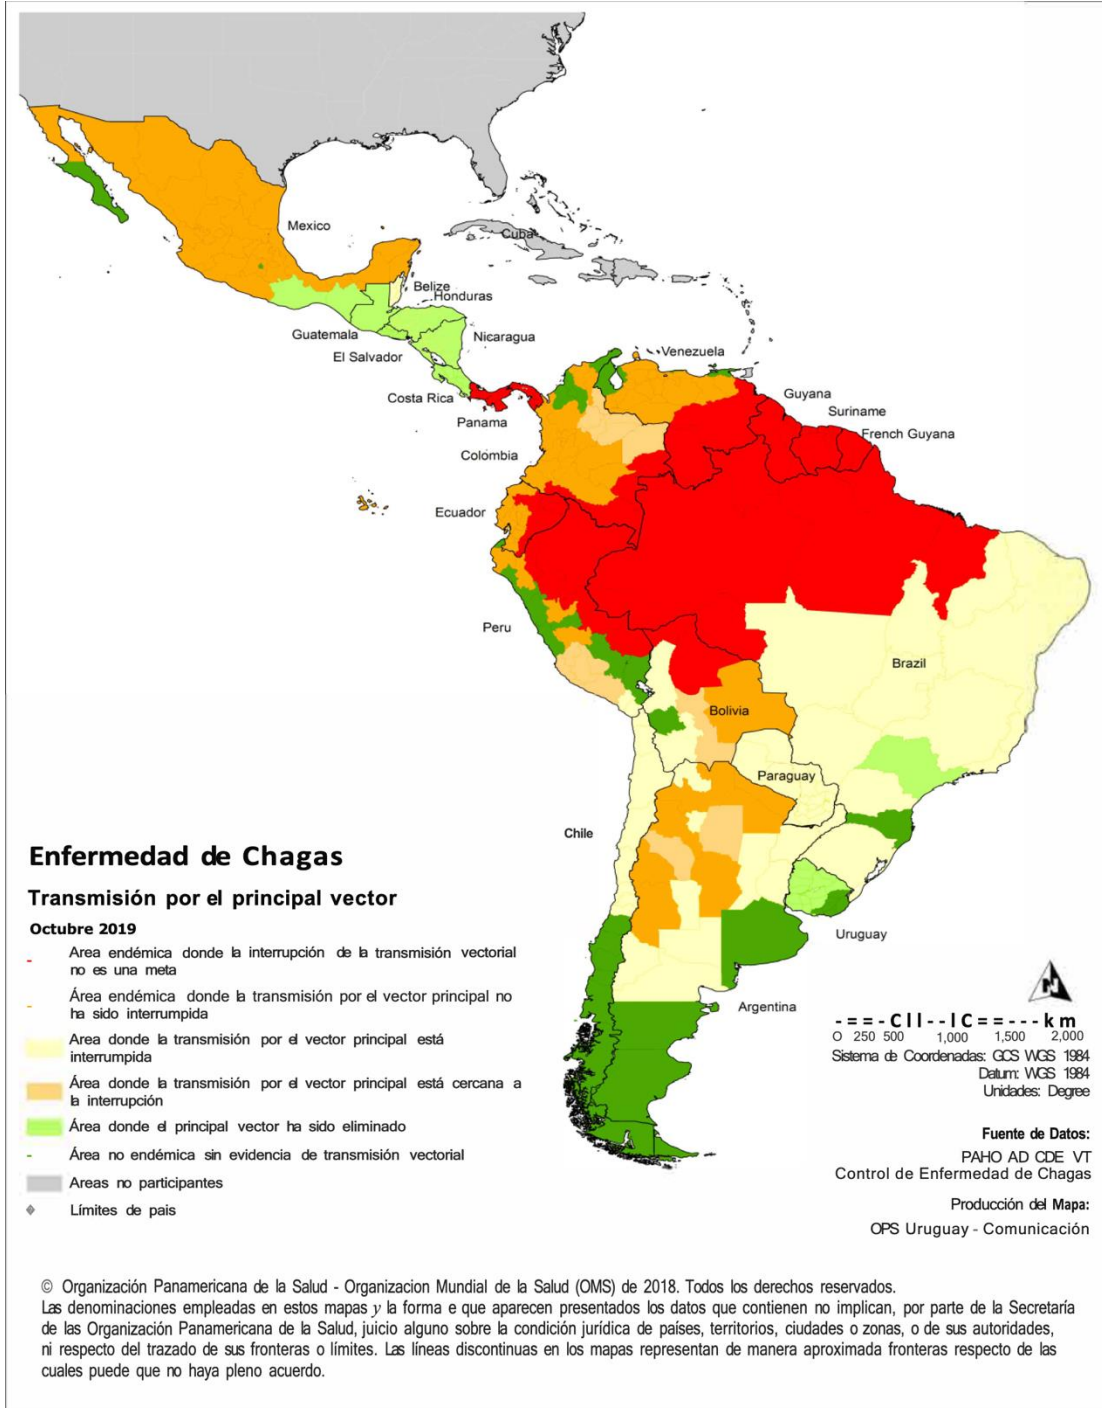 Mexico
Cuba
Belize
Honduras
Guatemala
Nicaragua
El Salvador
Venezuela
Costa Rica
Guyana
Panama
Suriname
French Guyana
Colombia
Ecuador
Peru
Brazil
Bolivia
Paraguay
Chile
Uruguay
Argentina
Enfermedad de Chagas
Transmisión por el principal vector
Octubre 2019
Area endémica donde la interrupción de la transmisión vectorial
no es una meta
Área endémica donde la transmisión por el vector principal no
ha sido interrumpida
Area donde la transmisión por el vector principal está
interrumpida
Área donde la transmisión por el vector principal está cercana a
la interrupción
Área donde el principal vector ha sido eliminado
Área no endémica sin evidencia de transmisión vectorial
Areas no participantes
Límites de pais
N
- = = - C I I - - I C = = - - - k m
O 250 500 1,000 1,500 2,000
Sistema de Coordenadas: GCS WGS 1984
Datum: WGS 1984
Unidades: Degree
Fuente de Datos:
PAHO AD CDE VT
Control de Enfermedad de Chagas
Producción del Mapa:
OPS Uruguay - Comunicación
© Organización Panamericana de la Salud - Organizacion Mundial de la Salud (OMS) de 2018. Todos los derechos reservados.
Las denominaciones empleadas en estos mapas y la forma e que aparecen presentados los datos que contienen no implican, por parte de la Secretaría
de las Organización Panamericana de la Salud, juicio alguno sobre la condición jurídica de países, territorios, ciudades o zonas, o de sus autoridades,
ni respecto del trazado de sus fronteras o límites. Las líneas discontinuas en los mapas representan de manera aproximada fronteras respecto de las
cuales puede que no haya pleno acuerdo.